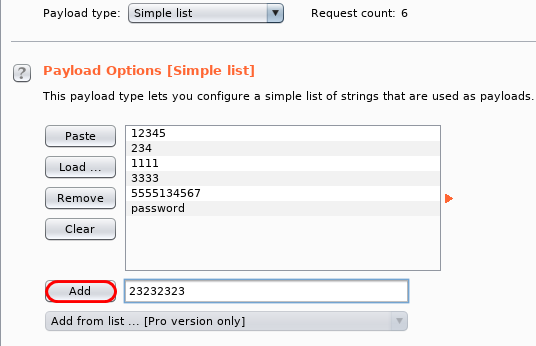 Payload type: Simple list Request count: 6
? Payload Options [Simple list]
This payload type lets you configure a simple list of strings that are used as payloads.
Paste
Load ...
Remove
Clear
12345
234
1111
3333
5555134567
password
Add 23232323
Add from list ... [Pro version only]